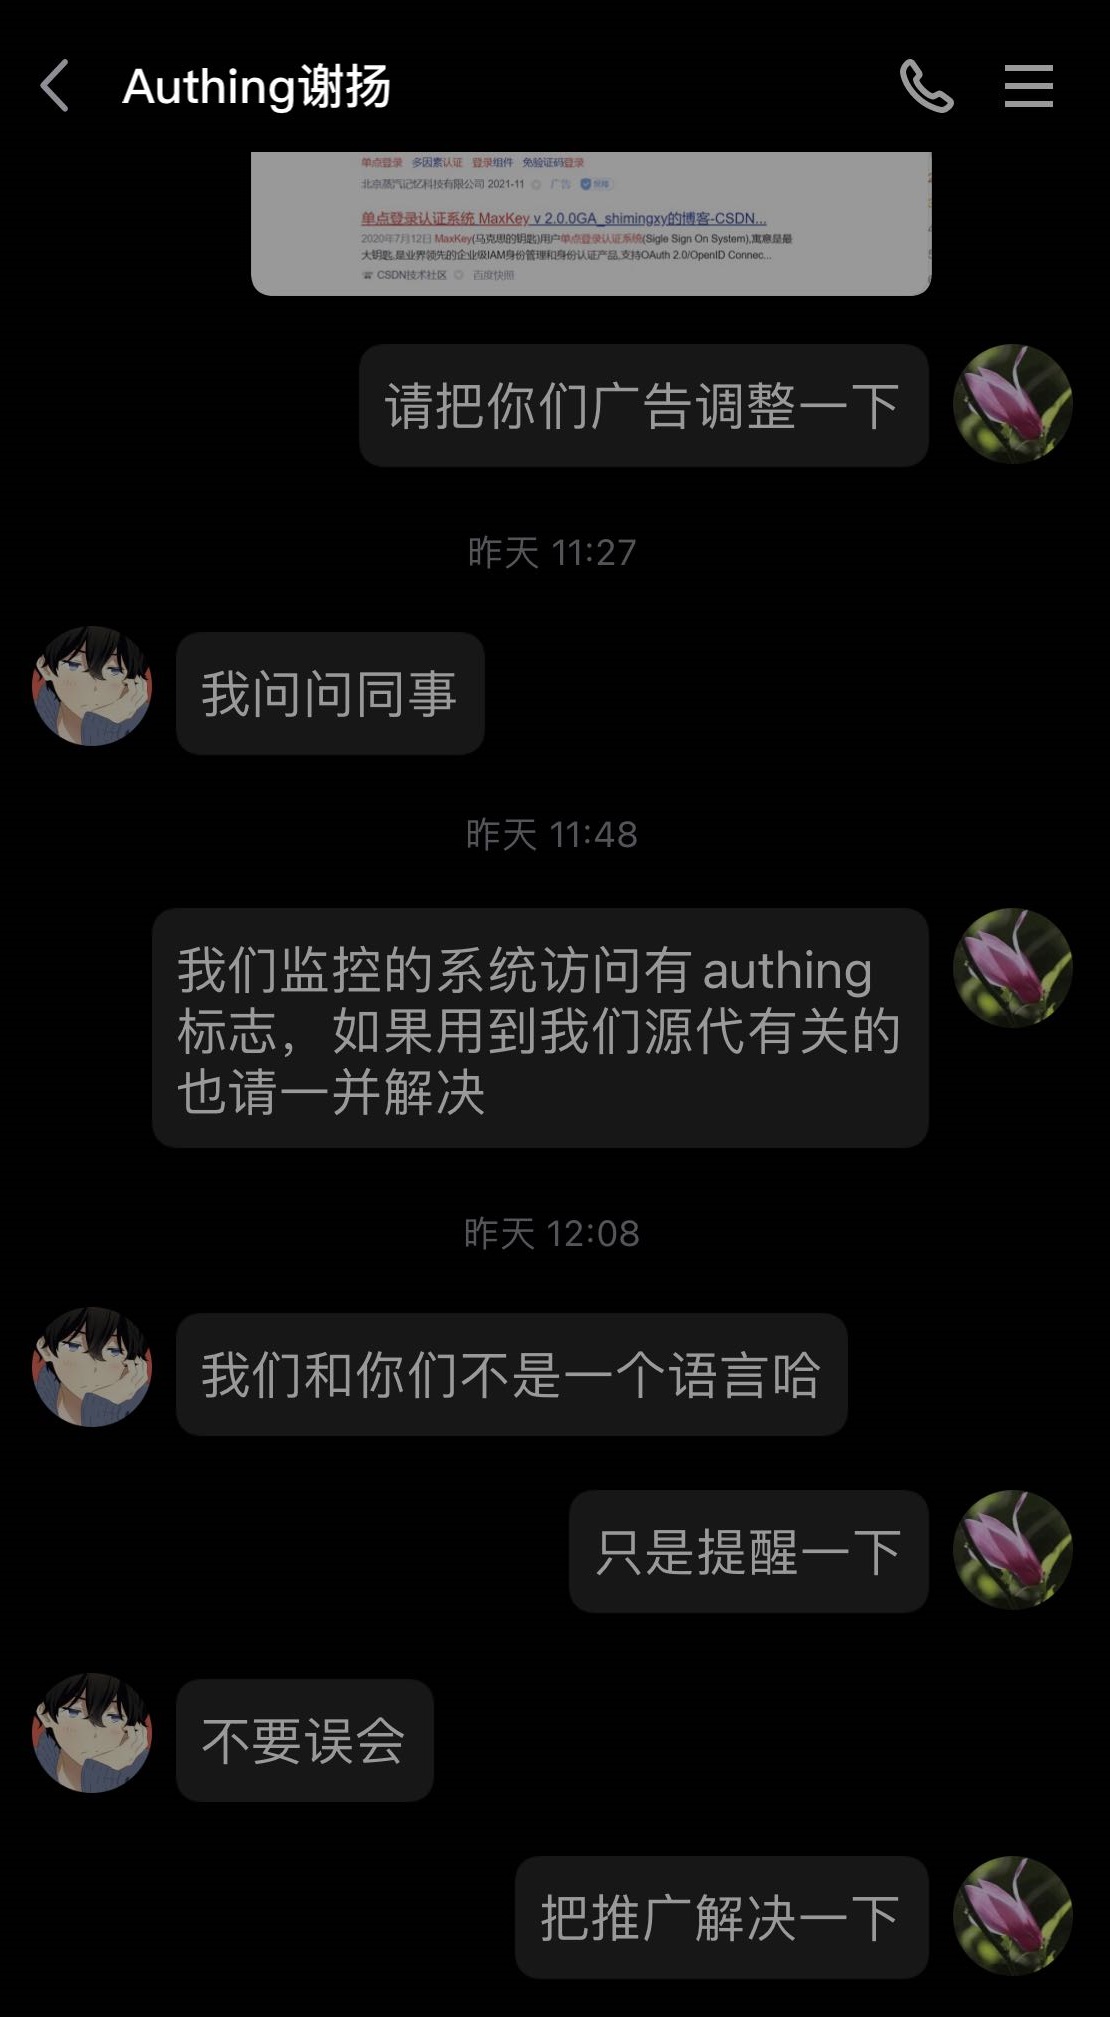 Authing谢扬
单点登录 多因素认证 登录组件 免验证码登录
北京蒸汽记忆科技有限公司 2021-11 广告 保障
单点登录认证系统 MaxKey v 2.0.0GA_shimingxy的博客-CSDN...
2020年7月12日 MaxKey(马克思的钥匙)用户单点登录认证系统(Sigle Sign On System),寓意是最
大钥匙,是业界领先的企业级IAM身份管理和身份认证产品,支持OAuth 2.0/OpenID Connec...
CSDN技术社区 百度快照
请把你们广告调整一下
昨天 11:27
我问问同事
昨天 11:48
我们监控的系统访问有authing
标志，如果用到我们源代有关的
也请一并解决
昨天 12:08
我们和你们不是一个语言哈
只是提醒一下
不要误会
把推广解决一下